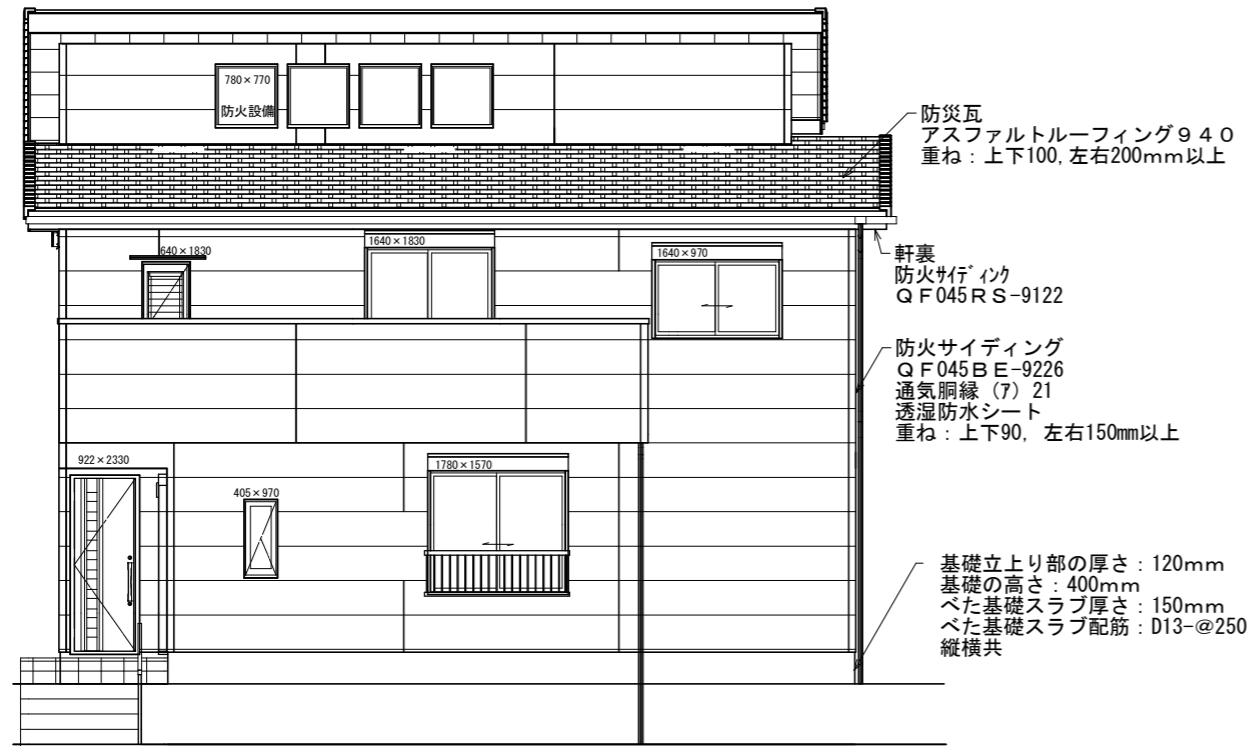 780×770
防火設備
防災瓦
アスファルトルーフィング９４０
重ね：上下100,左右200mm以上
640×1830
1640×1830
1640×970
軒裏
防火ｻｲﾃﾞｨﾝｸ
ＱＦ045ＲＳ-9122
防火サイディング
ＱＦ045ＢＥ-9226
通気胴縁（ｱ）21
透湿防水シート
重ね：上下90, 左右150mm以上
922×2330
405×970
1780×1570
基礎立上り部の厚さ：120mm
基礎の高さ：400mm
べた基礎スラブ厚さ：150mm
べた基礎スラブ配筋：D13-@250
縦横共